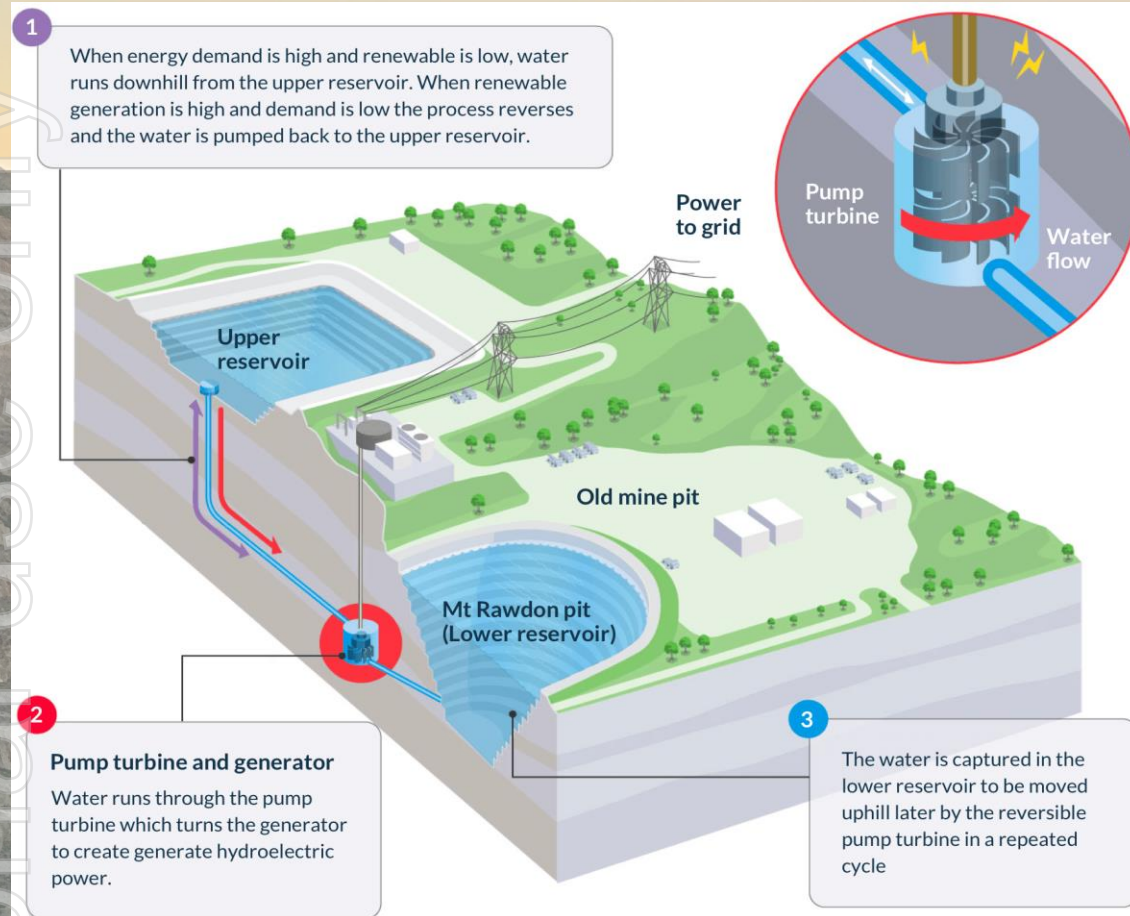 1
When energy demand is high and renewable is low, water
runs downhill from the upper reservoir. When renewable
generation is high and demand is low the process reverses
and the water is pumped back to the upper reservoir.
Power
to grid
Pump
turbine
Water
flow
Upper
reservoir
Old mine pit
Mt Rawdon pit
(Lower reservoir)
2
Pump turbine and generator
Water runs through the pump
turbine which turns the generator
to create generate hydroelectric
power.
3
The water is captured in the
lower reservoir to be moved
uphill later by the reversible
pump turbine in a repeated
cycle